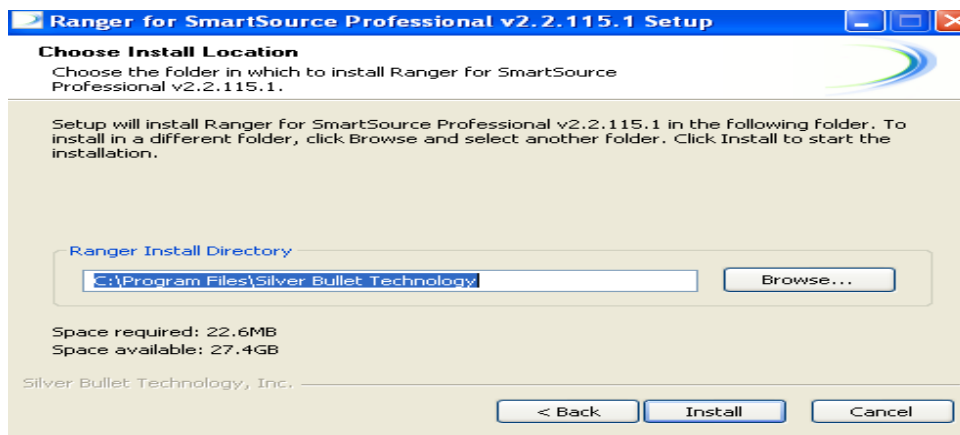 Ranger for SmartSource Professional v2.2.115.1 Setup
Choose Install Location
Choose the folder in which to install Ranger for SmartSource
Professional v2.2.115.1.
Setup will install Ranger for SmartSource Professional v2.2.115.1 in the following folder. To
install in a different folder, click Browse and select another folder. Click Install to start the
installation.
Ranger Install Directory
C:\Program Files\Silver Bullet Technology
Browse...
Space required: 22.6MB
Space available: 27.4GB
Silver Bullet Technology, Inc.
< Back
Install
Cancel